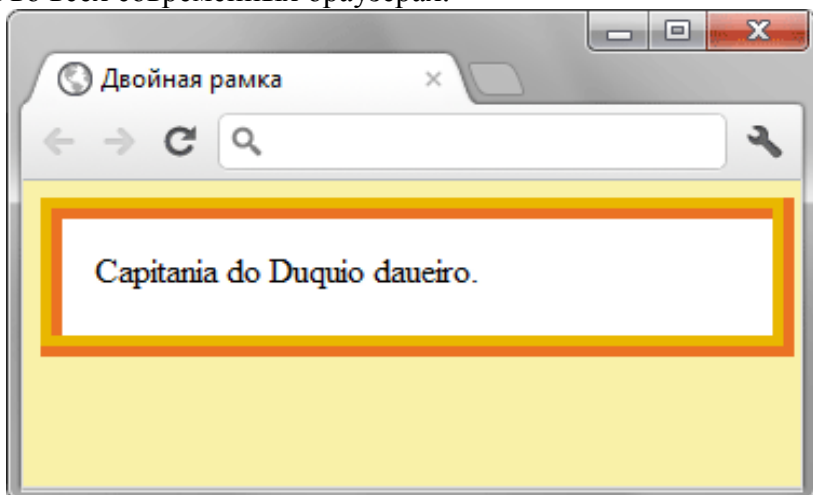 во всех современных браузерах.
Двойная рамка
Capitania do Duquio daueiro.